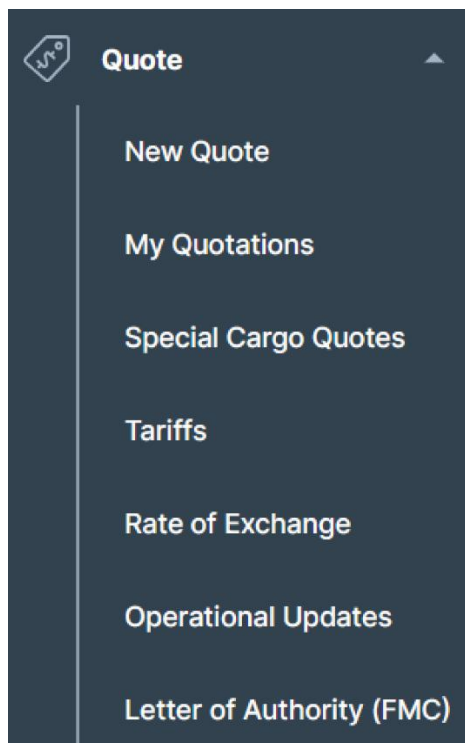 Quote
New Quote
My Quotations
Special Cargo Quotes
Tariffs
Rate of Exchange
Operational Updates
Letter of Authority (FMC)